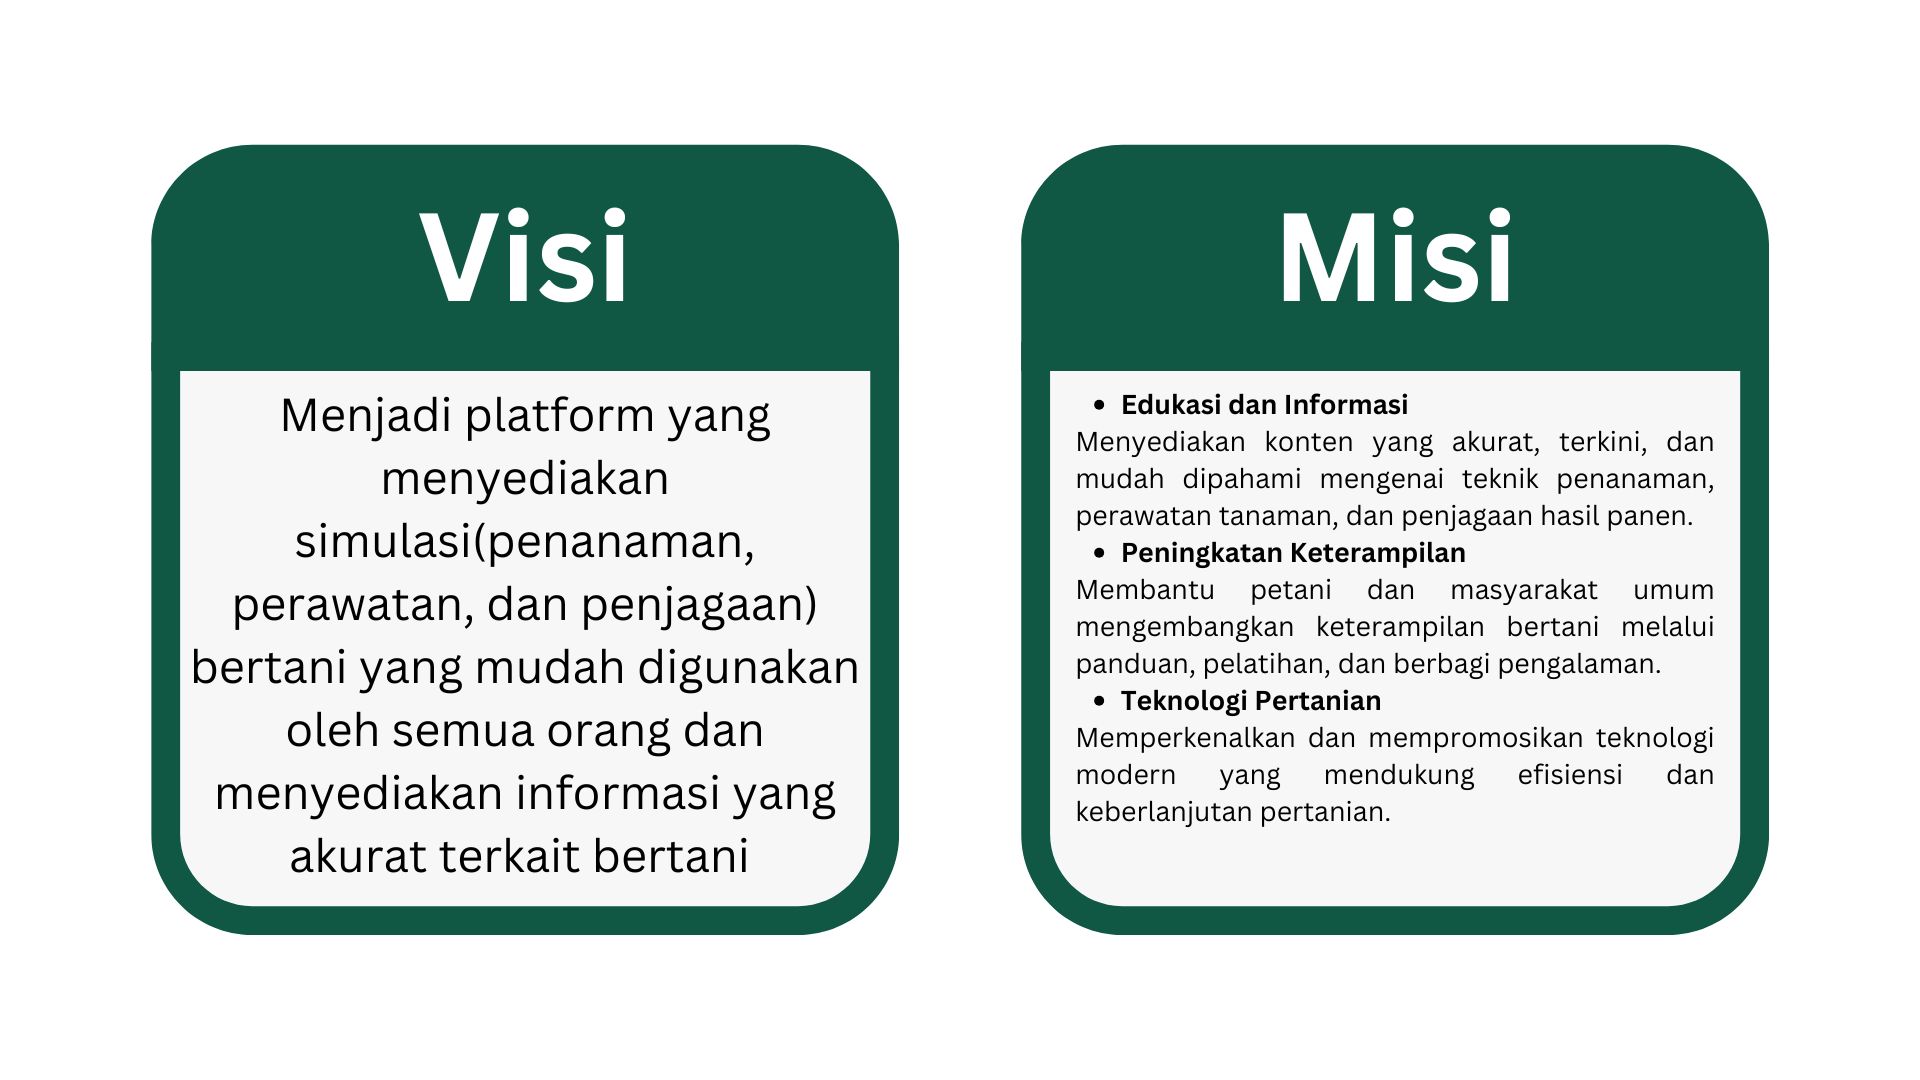 Visi
Menjadi platform yang
menyediakan
simulasi(penanaman,
perawatan, dan penjagaan)
bertani yang mudah digunakan
oleh semua orang dan
menyediakan informasi yang
akurat terkait bertani
Misi
• Edukasi dan Informasi
Menyediakan konten yang akurat, terkini, dan
mudah dipahami mengenai teknik penanaman,
perawatan tanaman, dan penjagaan hasil panen.
• Peningkatan Keterampilan
Membantu petani dan masyarakat umum
mengembangkan keterampilan bertani melalui
panduan, pelatihan, dan berbagi pengalaman.
• Teknologi Pertanian
Memperkenalkan dan mempromosikan teknologi
modern yang mendukung efisiensi dan
keberlanjutan pertanian.